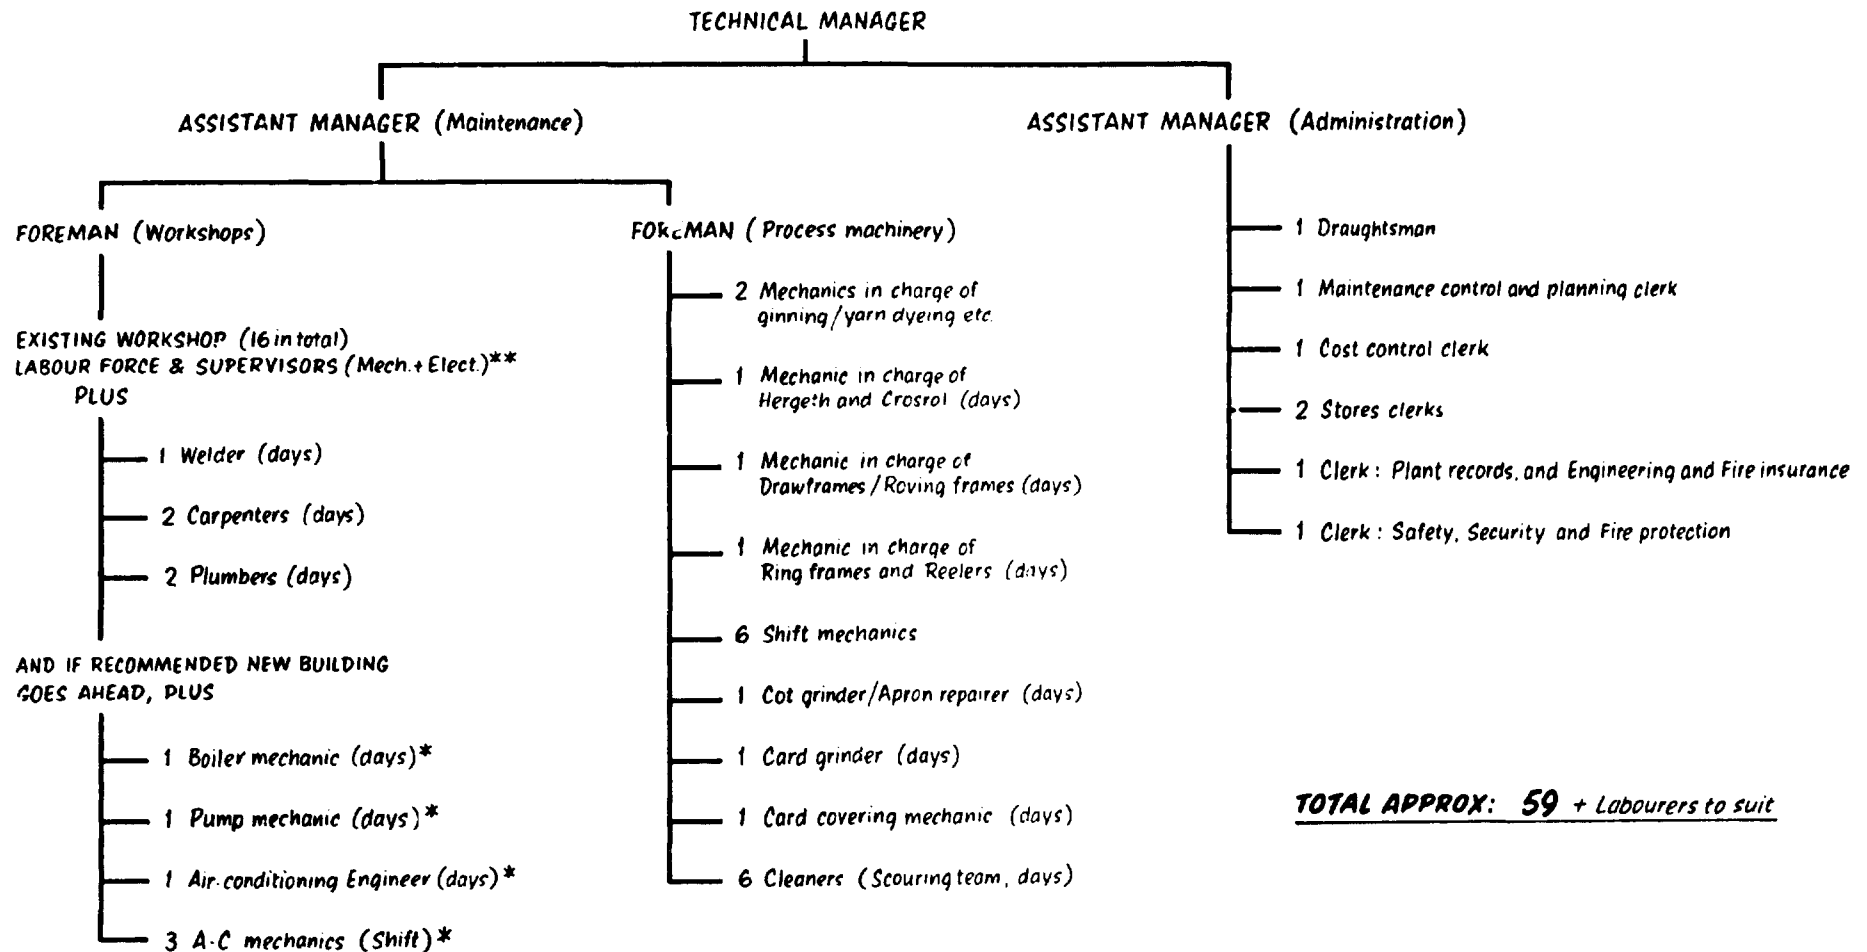 TECHNICAL MANAGER
ASSISTANT MANAGER (Maintenance)
ASSISTANT MANAGER (Administration)
FOREMAN (Workshops)
EXISTING WORKSHOP (16 in total)
LABOUR FORCE & SUPERVISORS (Mech. + Elect.)**
PLUS
1 Welder (days)
2 Carpenters (days)
2 Plumbers (days)
AND IF RECOMMENDED NEW BUILDING
GOES AHEAD, PLUS
1 Boiler mechanic (days)*
1 Pump mechanic (days)*
1 Air-conditioning Engineer (days)*
3 A-C mechanics (Shift)*
FOREMAN (Process machinery)
2 Mechanics in charge of
ginning/yarn dyeing etc.
1 Mechanic in charge of
Hergeth and Crosrol (days)
1 Mechanic in charge of
Drawframes/Roving frames (days)
1 Mechanic in charge of
Ring frames and Reelers (days)
6 Shift mechanics
1 Cot grinder/Apron repairer (days)
1 Card grinder (days)
1 Card covering mechanic (days)
6 Cleaners (Scouring team, days)
1 Draughtsman
1 Maintenance control and planning clerk
1 Cost control clerk
2 Stores clerks
1 Clerk: Plant records, and Engineering and Fire insurance
1 Clerk: Safety, Security and Fire protection
TOTAL APPROX: 59 + Labourers to suit